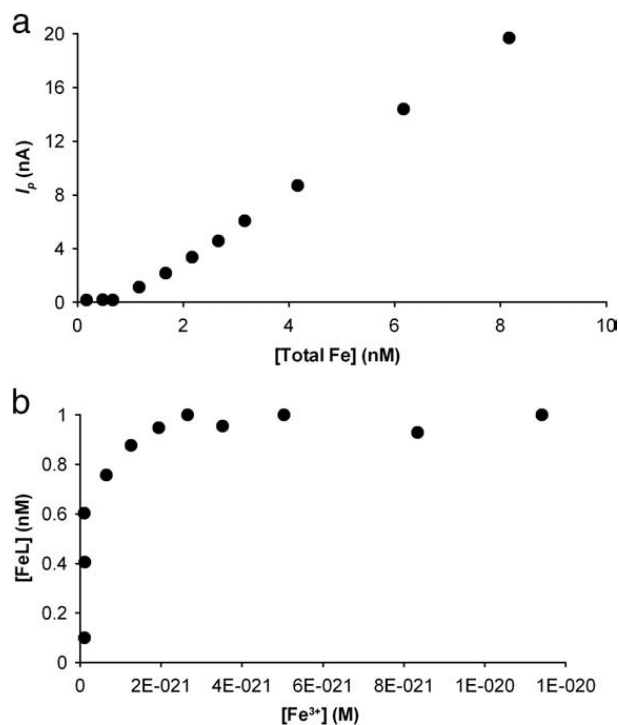 a
20
16
12
8
4
0
I_p (nA)
0 2 4 6 8 10
[Total Fe] (nM)
b
1
0.8
0.6
0.4
0.2
0
[FeL] (nM)
0 2E-021 4E-021 6E-021 8E-021 1E-020 1E-020
[Fe³⁺] (M)